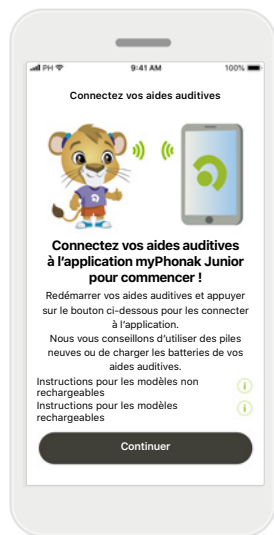 PH 9:41 AM 100%
Connectez vos aides auditives
Connectez vos aides auditives
à l'application myPhonak Junior
pour commencer !
Redémarrer vos aides auditives et appuyer
sur le bouton ci-dessous pour les connecter
à l'application.
Nous vous conseillons d'utiliser des piles
neuves ou de charger les batteries de vos
aides auditives.
Instructions pour les modèles non
rechargeables
Instructions pour les modèles
rechargeables
Continuer